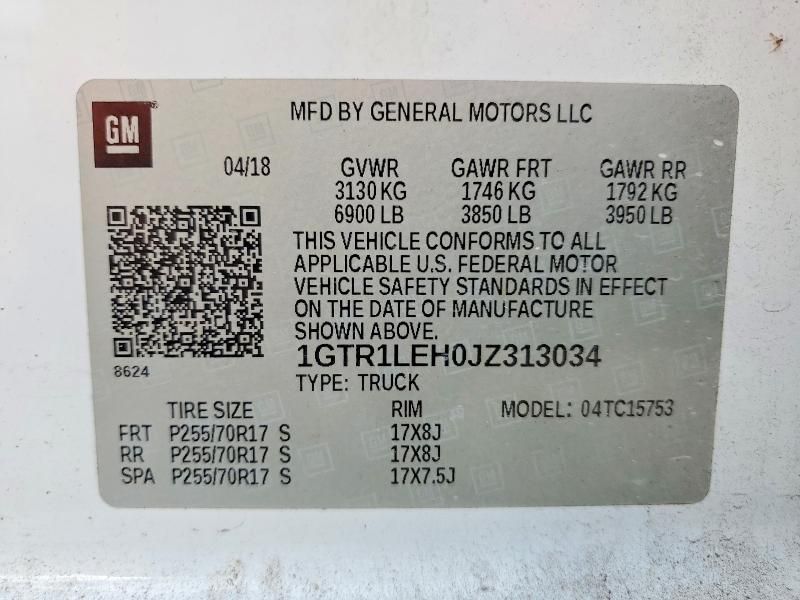 MFD BY GENERAL MOTORS LLC
GM
04/18 GVWR GAWR FRT GAWR RR
3130 KG 1746 KG 1792 KG
6900 LB 3850 LB 3950 LB
THIS VEHICLE CONFORMS TO ALL
APPLICABLE U.S. FEDERAL MOTOR
VEHICLE SAFETY STANDARDS IN EFFECT
ON THE DATE OF MANUFACTURE
SHOWN ABOVE.
1GTR1LEH0JZ313034
8624
TYPE: TRUCK
TIRE SIZE RIM MODEL: 04TC15753
FRT P255/70R17 S 17X8J
RR P255/70R17 S 17X8J
SPA P255/70R17 S 17X7.5J